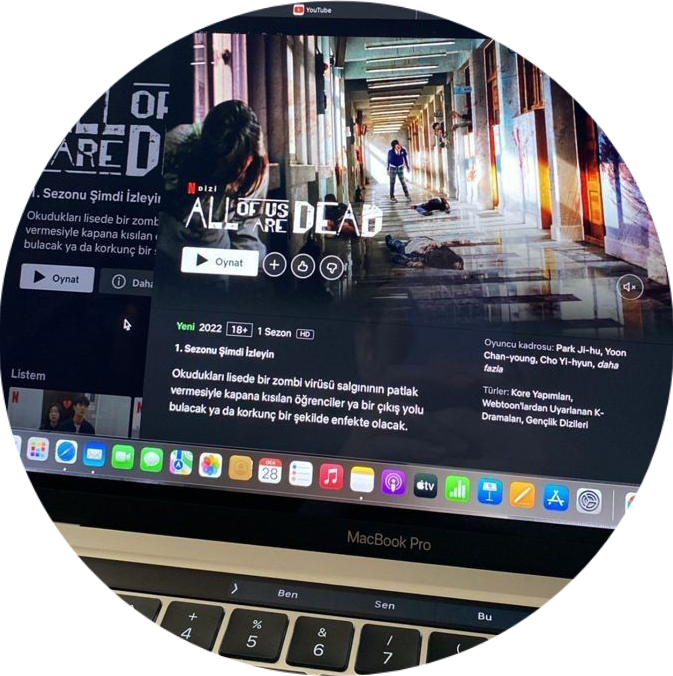 YouTube
ALL OF
ARE D
1. Sezonu Şimdi İzleyin
Okudukları lisede bir zomb
vermesiyle kapana kısılan
bulacak ya da korkunç bir
Oynat
Daha
Listem
N DİZİ
ALL OF US ARE DEAD
Oynat
Yeni 2022 18+ 1 Sezon HD
1. Sezonu Şimdi İzleyin
Okudukları lisede bir zombi virüsü salgınının patlak
vermesiyle kapana kısılan öğrenciler ya bir çıkış yolu
bulacak ya da korkunç bir şekilde enfekte olacak.
Oyuncu kadrosu: Park Ji-hu, Yoon
Chan-young, Cho Yi-hyun, daha
fazla
Türler: Kore Yapımları,
Webtoon'lardan Uyarlanan K-
Dramaları, Gençlik Dizileri
28
tv
MacBook Pro
Ben
Sen
Bu
+
4
%
5
&
6
/
7
(